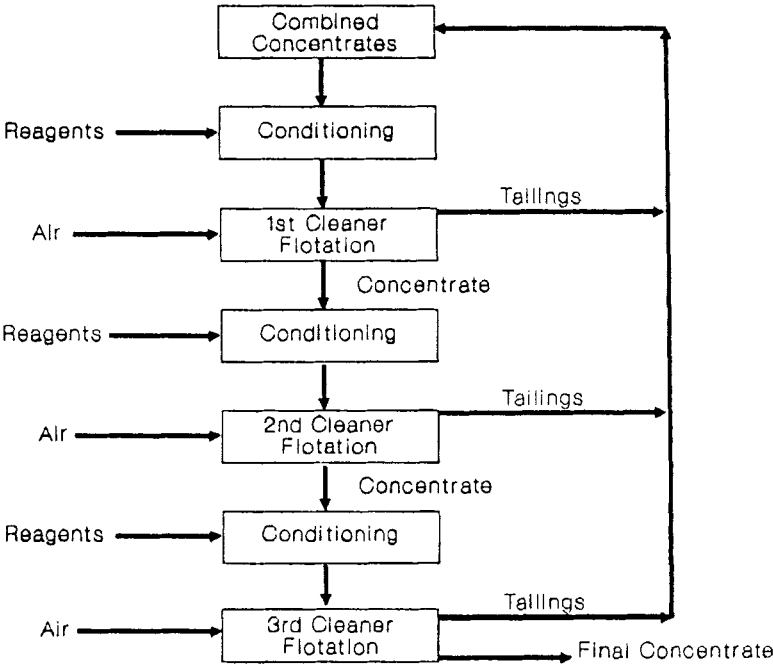 Combined
Concentrates
Reagents
Conditioning
Tailings
Air
1st Cleaner
Flotation
Concentrate
Reagents
Conditioning
Tailings
Air
2nd Cleaner
Flotation
Concentrate
Reagents
Conditioning
Tailings
Air
3rd Cleaner
Flotation
Final Concentrate